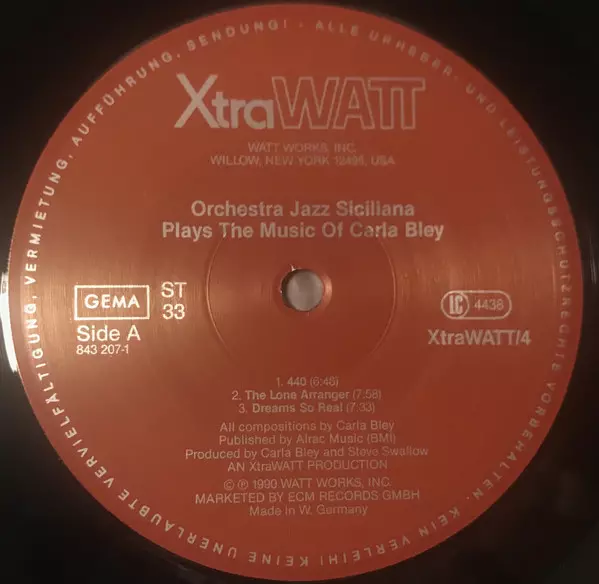 ALLE URHEBER- UND LEISTUNGSSCHUTZRECHTE VORBEHALTEN. KEIN VERLEIH! KEINE UNERLAUBTE VERVIELFÄLTIGUNG, VERMIETUNG, AUFFÜHRUNG, SENDUNG!
XtraWATT
WATT WORKS, INC.
WILLOW, NEW YORK 12495, USA
Orchestra Jazz Siciliana
Plays The Music Of Carla Bley
GEMA
ST
33
Side A
843 207-1
LC 4438
XtraWATT/4
1. 440 (6:48)
2. The Lone Arranger (7:58)
3. Dreams So Real (7:33)
All compositions by Carla Bley
Published by Alrac Music (BMI)
Produced by Carla Bley and Steve Swallow
AN XtraWATT PRODUCTION
© ℗ 1990 WATT WORKS, INC.
MARKETED BY ECM RECORDS GMBH
Made in W. Germany